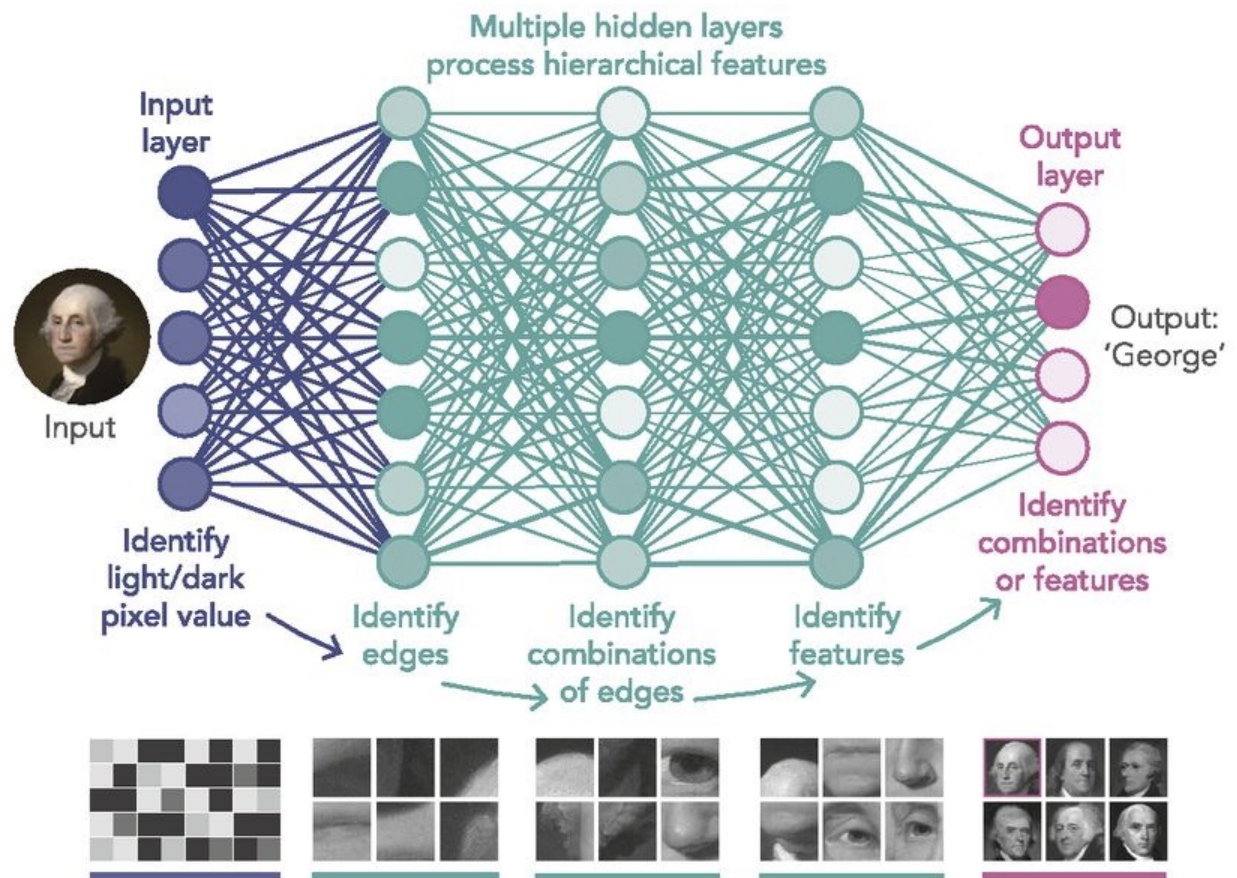 Multiple hidden layers
process hierarchical features
Input
layer
Output
layer
Input
Output:
‘George’
Identify
light/dark
pixel value
Identify
edges
Identify
combinations
of edges
Identify
features
Identify
combinations
or features